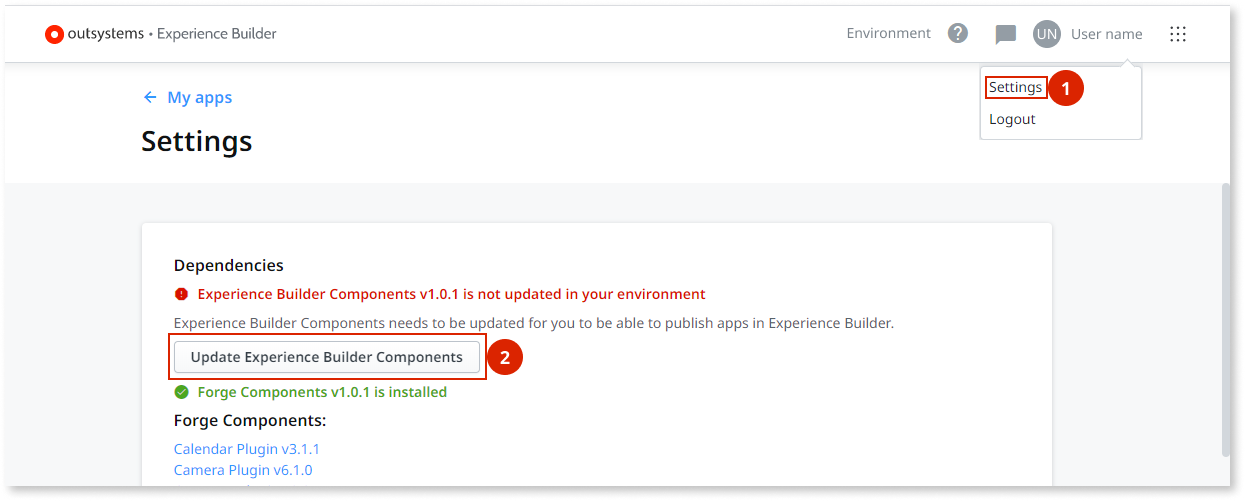 outsystems • Experience Builder
Environment
?
UN
User name
Settings
1
Logout
← My apps
Settings
Dependencies
Experience Builder Components v1.0.1 is not updated in your environment
Experience Builder Components needs to be updated for you to be able to publish apps in Experience Builder.
Update Experience Builder Components
2
Forge Components v1.0.1 is installed
Forge Components:
Calendar Plugin v3.1.1
Camera Plugin v6.1.0